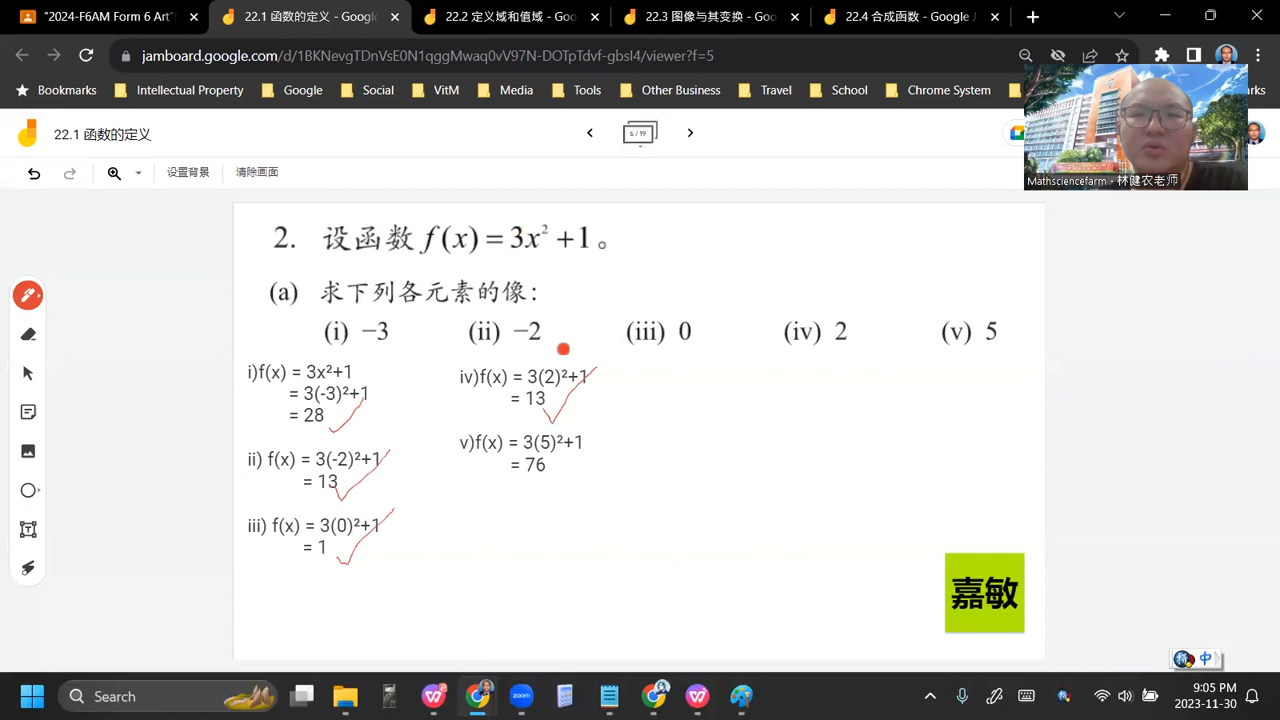 "2024-F6AM Form 6 Art"
22.1 函数的定义 - Google
22.2 定义域和值域 - Goo
22.3 图像与其变换 - Goog
22.4 合成函数 - Google J
jamboard.google.com/d/1BKNevgTDnVsE0N1qggMwaq0vV97N-DOTpTdvf-gbsI4/viewer?f=5
Bookmarks Intellectual Property Google Social VitM Media Tools Other Business Travel School Chrome System
22.1 函数的定义
6 / 19
设置背景 清除画面
Mathsciencefarm - 林健农老师
2. 设函数 f(x) = 3x² + 1。
(a) 求下列各元素的像:
(i) −3 (ii) −2 (iii) 0 (iv) 2 (v) 5
i)f(x) = 3x²+1
= 3(-3)²+1
= 28
ii) f(x) = 3(-2)²+1
= 13
iii) f(x) = 3(0)²+1
= 1
iv)f(x) = 3(2)²+1
= 13
v)f(x) = 3(5)²+1
= 76
嘉敏
中
Search
zoom
9:05 PM
2023-11-30